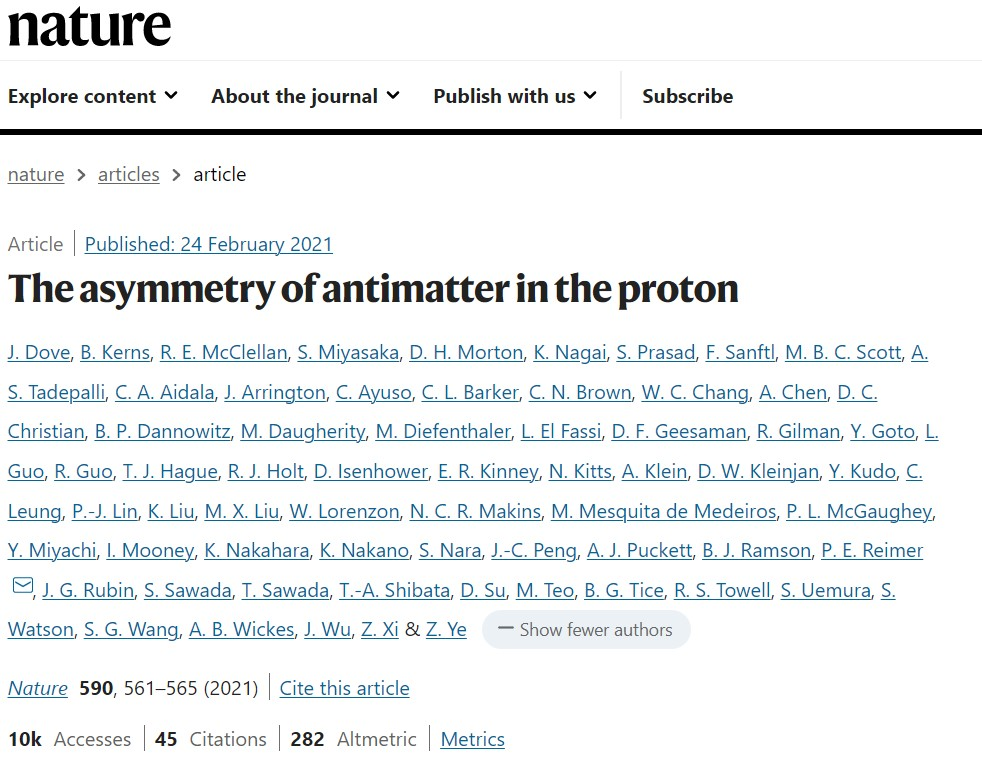 nature
Explore content About the journal Publish with us Subscribe
nature > articles > article
Article | Published: 24 February 2021
The asymmetry of antimatter in the proton
J. Dove, B. Kerns, R. E. McClellan, S. Miyasaka, D. H. Morton, K. Nagai, S. Prasad, F. Sanftl, M. B. C. Scott, A.
S. Tadepalli, C. A. Aidala, J. Arrington, C. Ayuso, C. L. Barker, C. N. Brown, W. C. Chang, A. Chen, D. C.
Christian, B. P. Dannowitz, M. Daugherity, M. Diefenthaler, L. El Fassi, D. F. Geesaman, R. Gilman, Y. Goto, L.
Guo, R. Guo, T. J. Hague, R. J. Holt, D. Isenhower, E. R. Kinney, N. Kitts, A. Klein, D. W. Kleinjan, Y. Kudo, C.
Leung, P.-J. Lin, K. Liu, M. X. Liu, W. Lorenzon, N. C. R. Makins, M. Mesquita de Medeiros, P. L. McGaughey,
Y. Miyachi, I. Mooney, K. Nakahara, K. Nakano, S. Nara, J.-C. Peng, A. J. Puckett, B. J. Ramson, P. E. Reimer
, J. G. Rubin, S. Sawada, T. Sawada, T.-A. Shibata, D. Su, M. Teo, B. G. Tice, R. S. Towell, S. Uemura, S.
Watson, S. G. Wang, A. B. Wickes, J. Wu, Z. Xi & Z. Ye — Show fewer authors
Nature 590, 561–565 (2021) | Cite this article
10k Accesses | 45 Citations | 282 Altmetric | Metrics